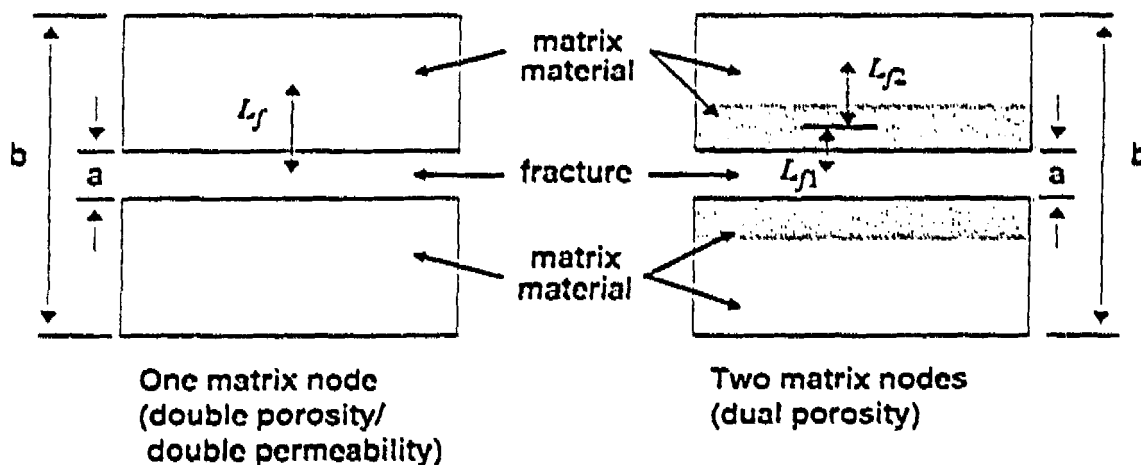 matrix
material
L_f
L_f2
b
a
fracture
L_f1
a
b
matrix
material
One matrix node
(double porosity/
double permeability)
Two matrix nodes
(dual porosity)